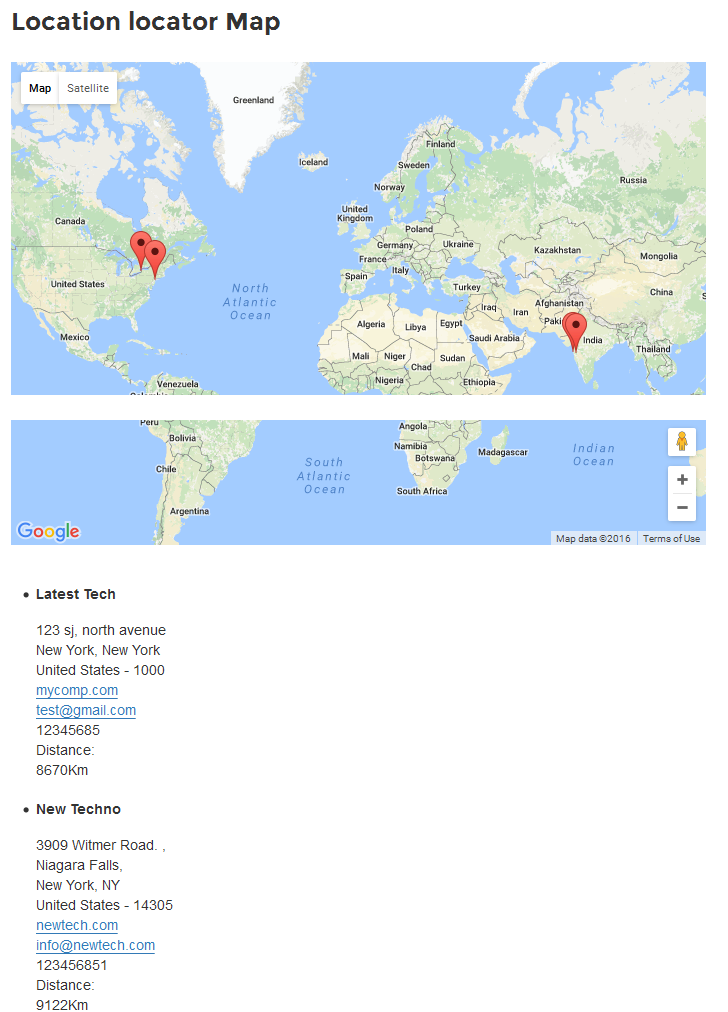 Location locator Map
Map Satellite
Greenland
Iceland
Finland
Sweden
Russia
Norway
Canada
United
Kingdom
Poland
Germany
Ukraine
Kazakhstan
France
Mongolia
Italy
Spain
United States
North
Atlantic
Ocean
Turkey
China
Iraq
Iran
Afghanistan
Algeria
Libya
Egypt
Paki
India
Mexico
Saudi Arabia
Thailand
Mali
Niger
Sudan
Chad
Nigeria
Ethiopia
Venezuela
Colombia
Peru
Angola
Bolivia
Namibia
Botswana
Madagascar
Indian
Ocean
Chile
South
Atlantic
Ocean
South Africa
Argentina
Google
Map data ©2016 Terms of Use
• Latest Tech
123 sj, north avenue
New York, New York
United States - 1000
mycomp.com
test@gmail.com
12345685
Distance:
8670Km
• New Techno
3909 Witmer Road. ,
Niagara Falls,
New York, NY
United States - 14305
newtech.com
info@newtech.com
123456851
Distance:
9122Km